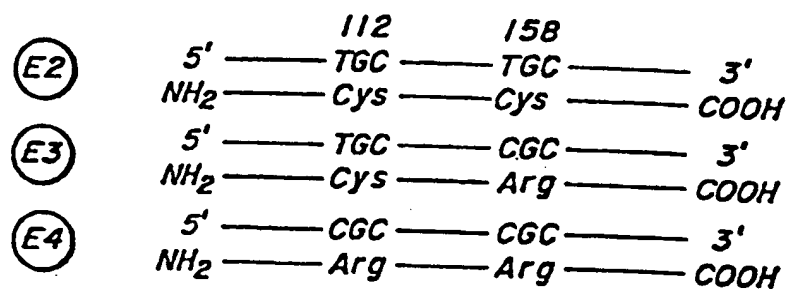 112 158
E2 5' TGC TGC 3'
NH2 Cys Cys COOH
E3 5' TGC CGC 3'
NH2 Cys Arg COOH
E4 5' CGC CGC 3'
NH2 Arg Arg COOH